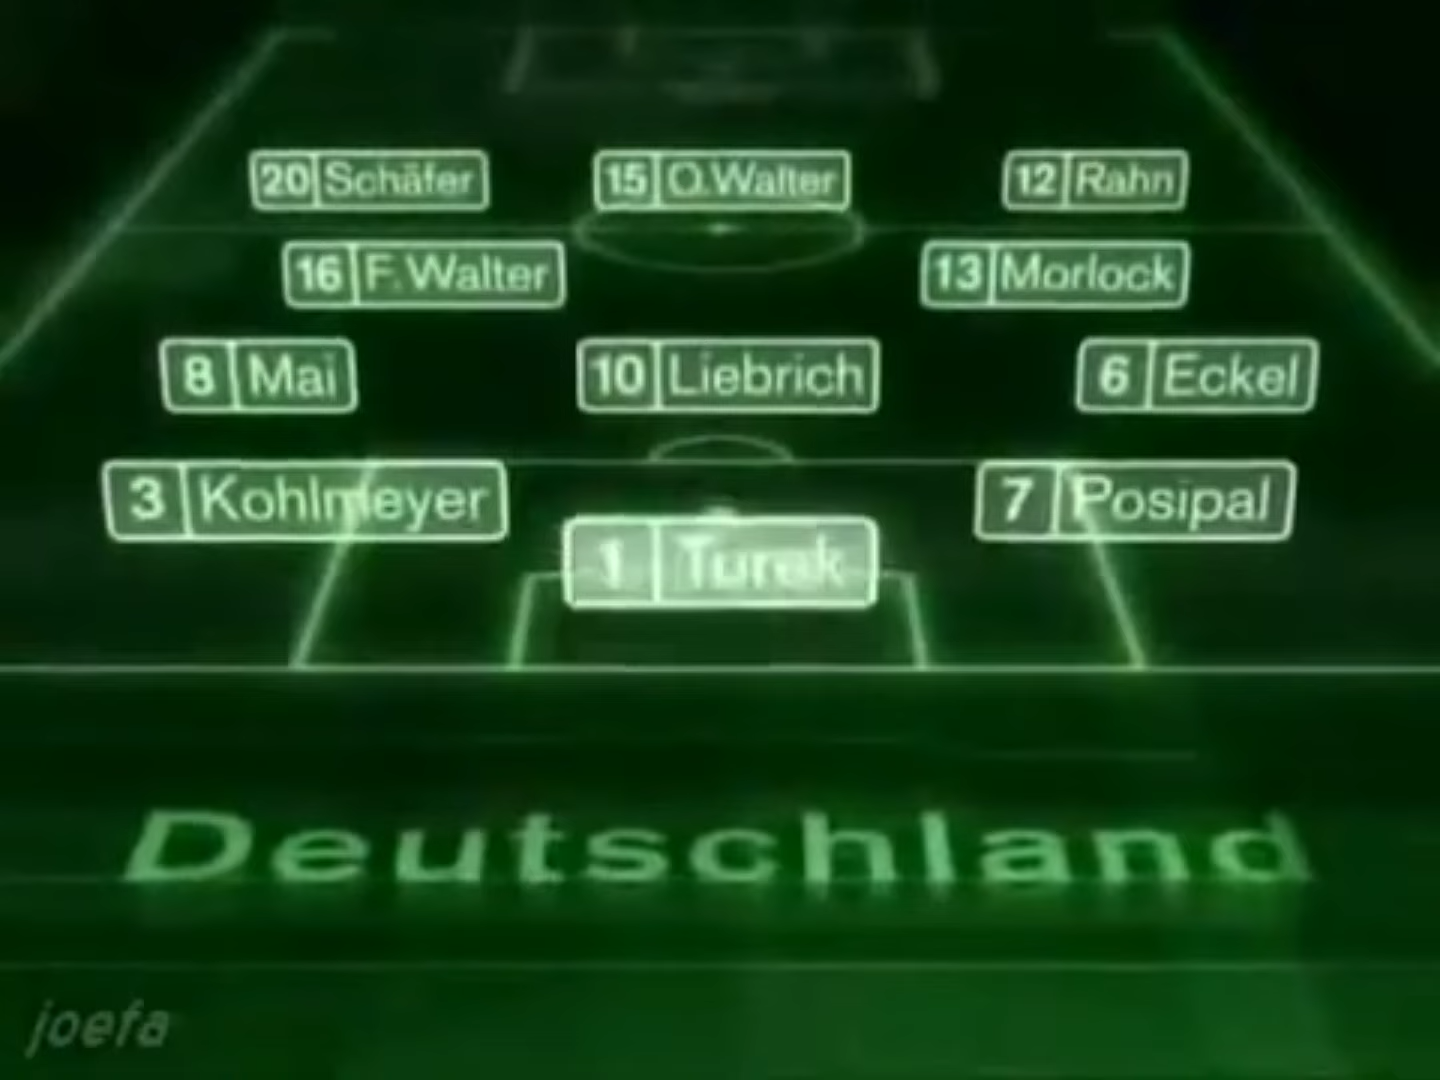 20 Schäfer 15 O.Walter 12 Rahn
16 F.Walter 13 Morlock
8 Mai 10 Liebrich 6 Eckel
3 Kohlmeyer 7 Posipal
1 Turek
Deutschland
joefa